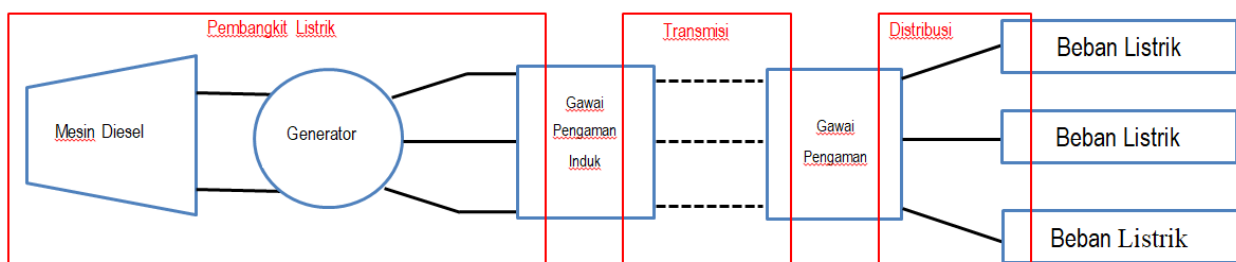 Pembangkit Listrik
Transmisi
Distribusi
Mesin Diesel
Generator
Gawai
Pengaman
Induk
Gawai
Pengaman
Beban Listrik
Beban Listrik
Beban Listrik